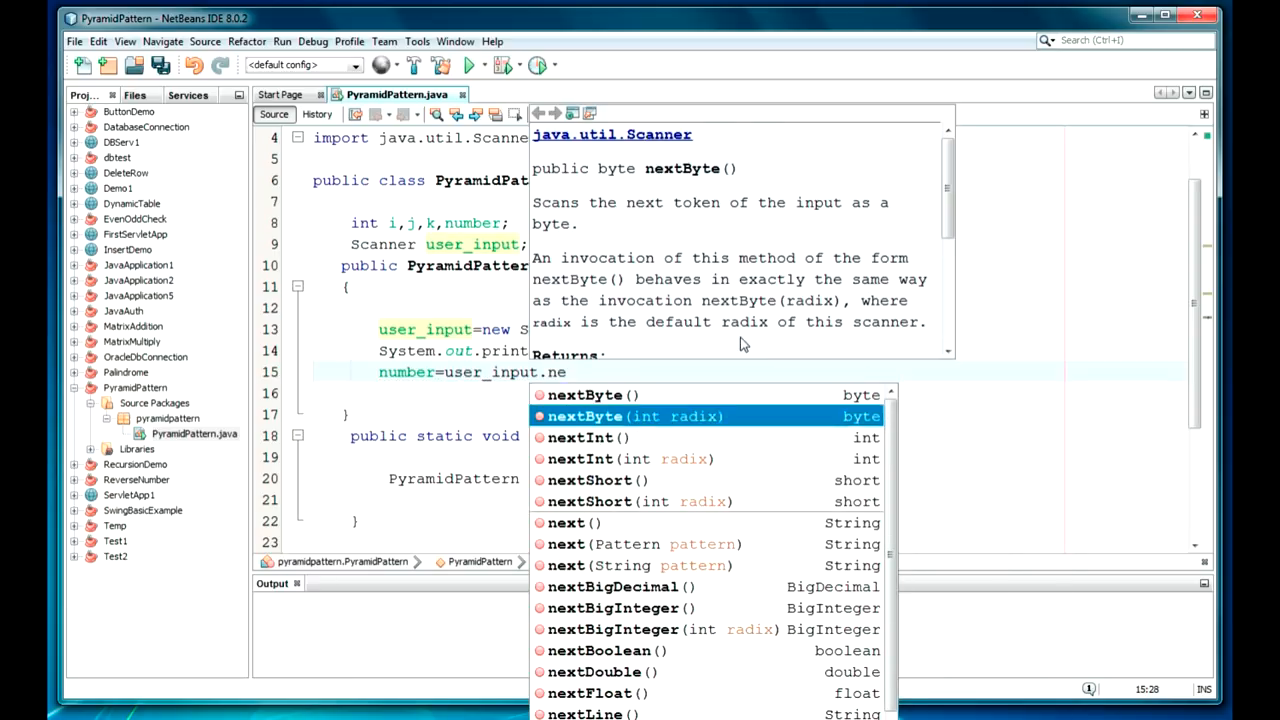 PyramidPattern - NetBeans IDE 8.0.2
File Edit View Navigate Source Refactor Run Debug Profile Team Tools Window Help
Search (Ctrl+I)
<default config>
Proj... Files Services
Start Page PyramidPattern.java
Source History
ButtonDemo
DatabaseConnection
DBServ1
dbtest
DeleteRow
Demo1
DynamicTable
EvenOddCheck
FirstServletApp
InsertDemo
JavaApplication1
JavaApplication2
JavaApplication5
JavaAuth
MatrixAddition
MatrixMultiply
OracleDbConnection
Palindrome
PyramidPattern
Source Packages
pyramidpattern
PyramidPattern.java
Libraries
RecursionDemo
ReverseNumber
ServletApp1
SwingBasicExample
Temp
Test1
Test2
4 import java.util.Scanne
5
6 public class PyramidPat
7
8 int i,j,k,number;
9 Scanner user_input;
10 public PyramidPatter
11 {
12
13 user_input=new S
14 System.out.print
15 number=user_input.ne
16
17 }
18 public static void
19
20 PyramidPattern
21
22 }
23
java.util.Scanner
public byte nextByte()
Scans the next token of the input as a
byte.
An invocation of this method of the form
nextByte() behaves in exactly the same way
as the invocation nextByte(radix), where
radix is the default radix of this scanner.
Returns:
nextByte() byte
nextByte(int radix) byte
nextInt() int
nextInt(int radix) int
nextShort() short
nextShort(int radix) short
next() String
next(Pattern pattern) String
next(String pattern) String
nextBigDecimal() BigDecimal
nextBigInteger() BigInteger
nextBigInteger(int radix) BigInteger
nextBoolean() boolean
nextDouble() double
nextFloat() float
nextLine() String
pyramidpattern.PyramidPattern PyramidPattern
Output
1 15:28 INS